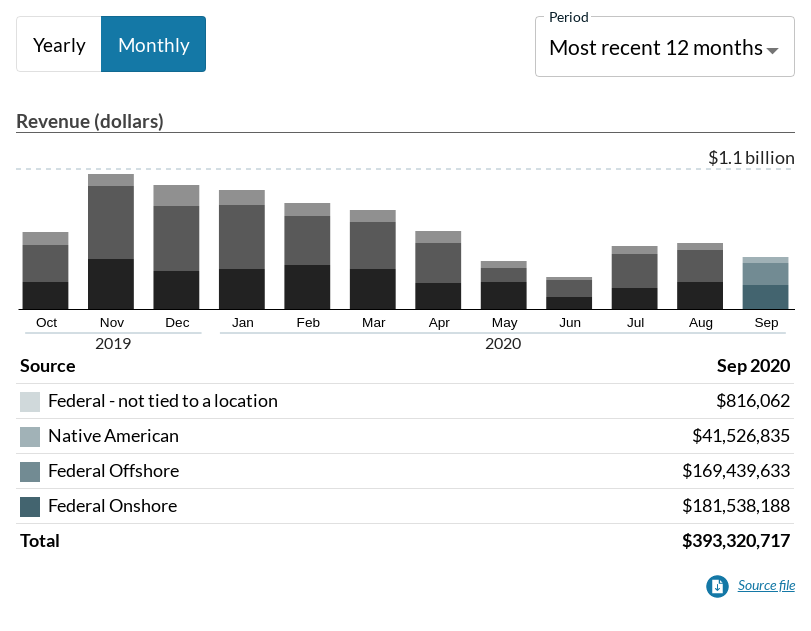 Period
Yearly Monthly Most recent 12 months
Revenue (dollars)
$1.1 billion
Oct Nov Dec Jan Feb Mar Apr May Jun Jul Aug Sep
2019 2020
Source Sep 2020
Federal - not tied to a location $816,062
Native American $41,526,835
Federal Offshore $169,439,633
Federal Onshore $181,538,188
Total $393,320,717
Source file